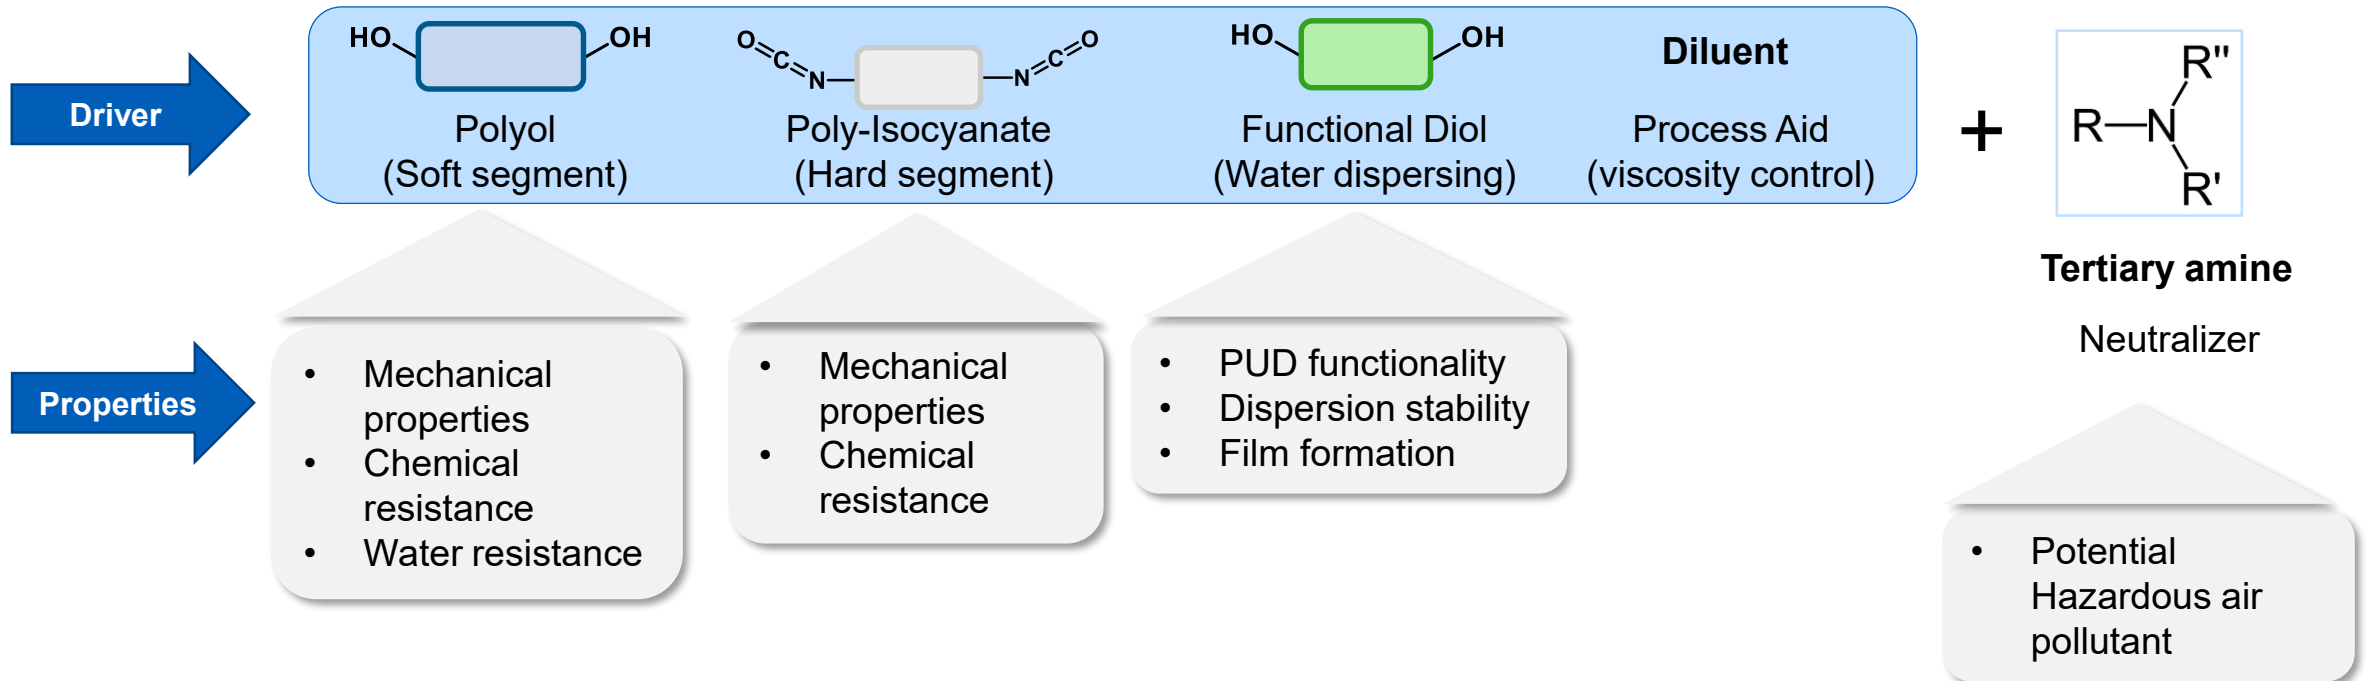 Driver
HO
OH
O
C
N
N
C
O
HO
OH
Diluent
Polyol
(Soft segment)
Poly-Isocyanate
(Hard segment)
Functional Diol
(Water dispersing)
Process Aid
(viscosity control)
+
R''
R—N
R'
Tertiary amine
Neutralizer
Properties
• Mechanical
properties
• Chemical
resistance
• Water resistance
• Mechanical
properties
• Chemical
resistance
• PUD functionality
• Dispersion stability
• Film formation
• Potential
Hazardous air
pollutant